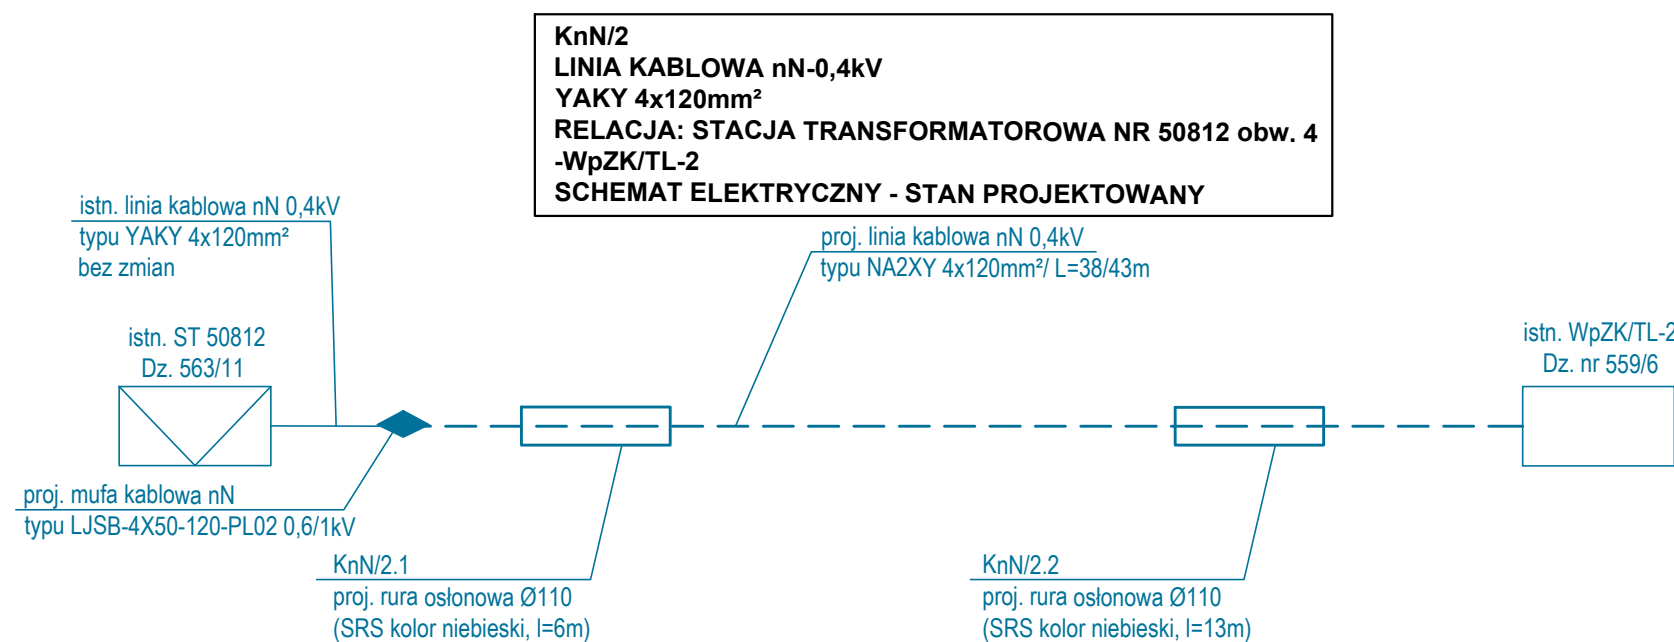 KnN/2
LINIA KABLOWA nN-0,4kV
YAKY 4x120mm²
RELACJA: STACJA TRANSFORMATOROWA NR 50812 obw. 4
-WpZK/TL-2
SCHEMAT ELEKTRYCZNY - STAN PROJEKTOWANY
istn. linia kablowa nN 0,4kV
typu YAKY 4x120mm²
bez zmian
proj. linia kablowa nN 0,4kV
typu NA2XY 4x120mm²/ L=38/43m
istn. ST 50812
Dz. 563/11
istn. WpZK/TL-2
Dz. nr 559/6
proj. mufa kablowa nN
typu LJSB-4X50-120-PL02 0,6/1kV
KnN/2.1
proj. rura osłonowa Ø110
(SRS kolor niebieski, l=6m)
KnN/2.2
proj. rura osłonowa Ø110
(SRS kolor niebieski, l=13m)